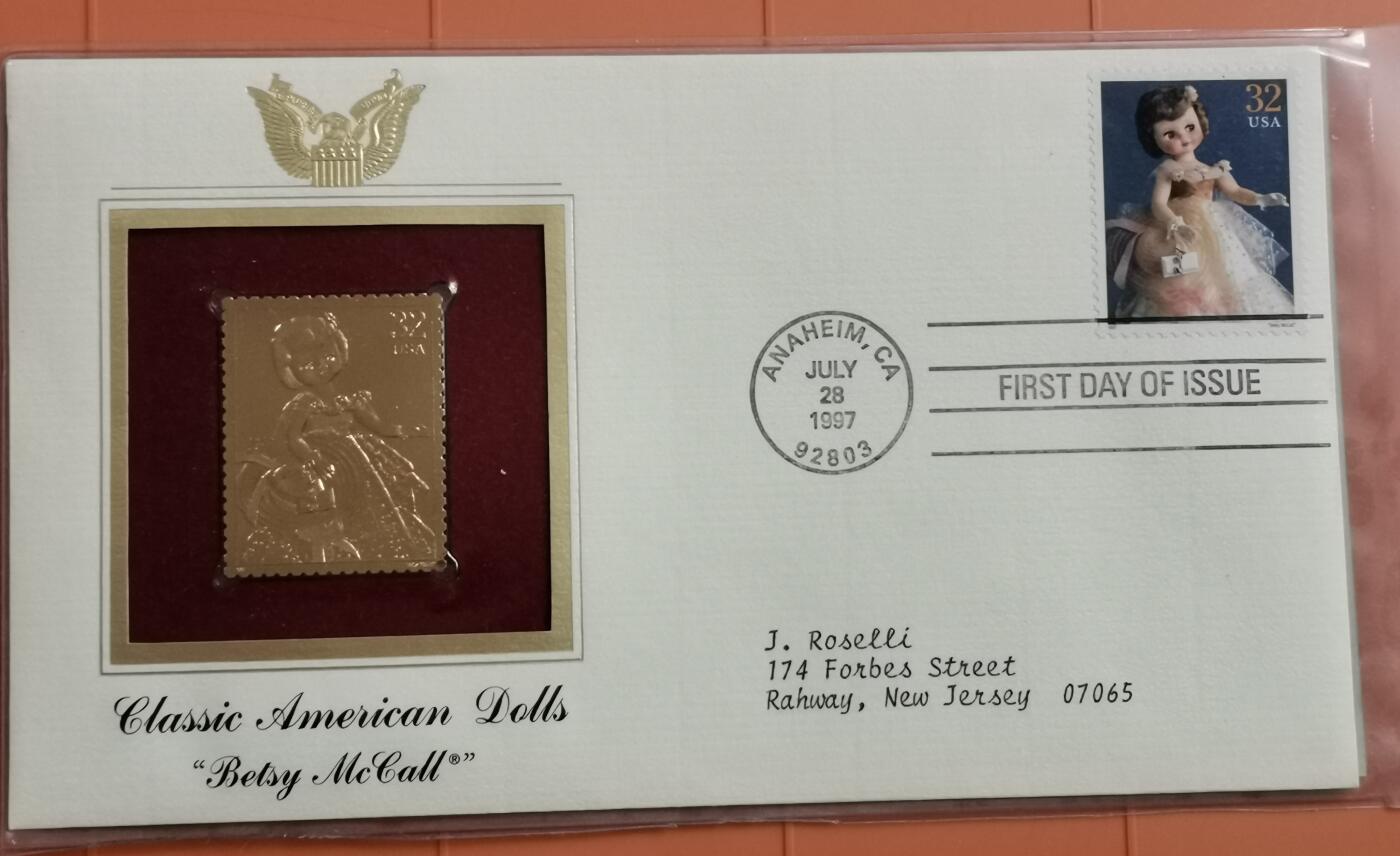 32
USA
32
USA
ANAHEIM, CA
JULY
28
1997
92803
FIRST DAY OF ISSUE
J. Roselli
174 Forbes Street
Rahway, New Jersey 07065
Classic American Dolls
“Betsy McCall®”